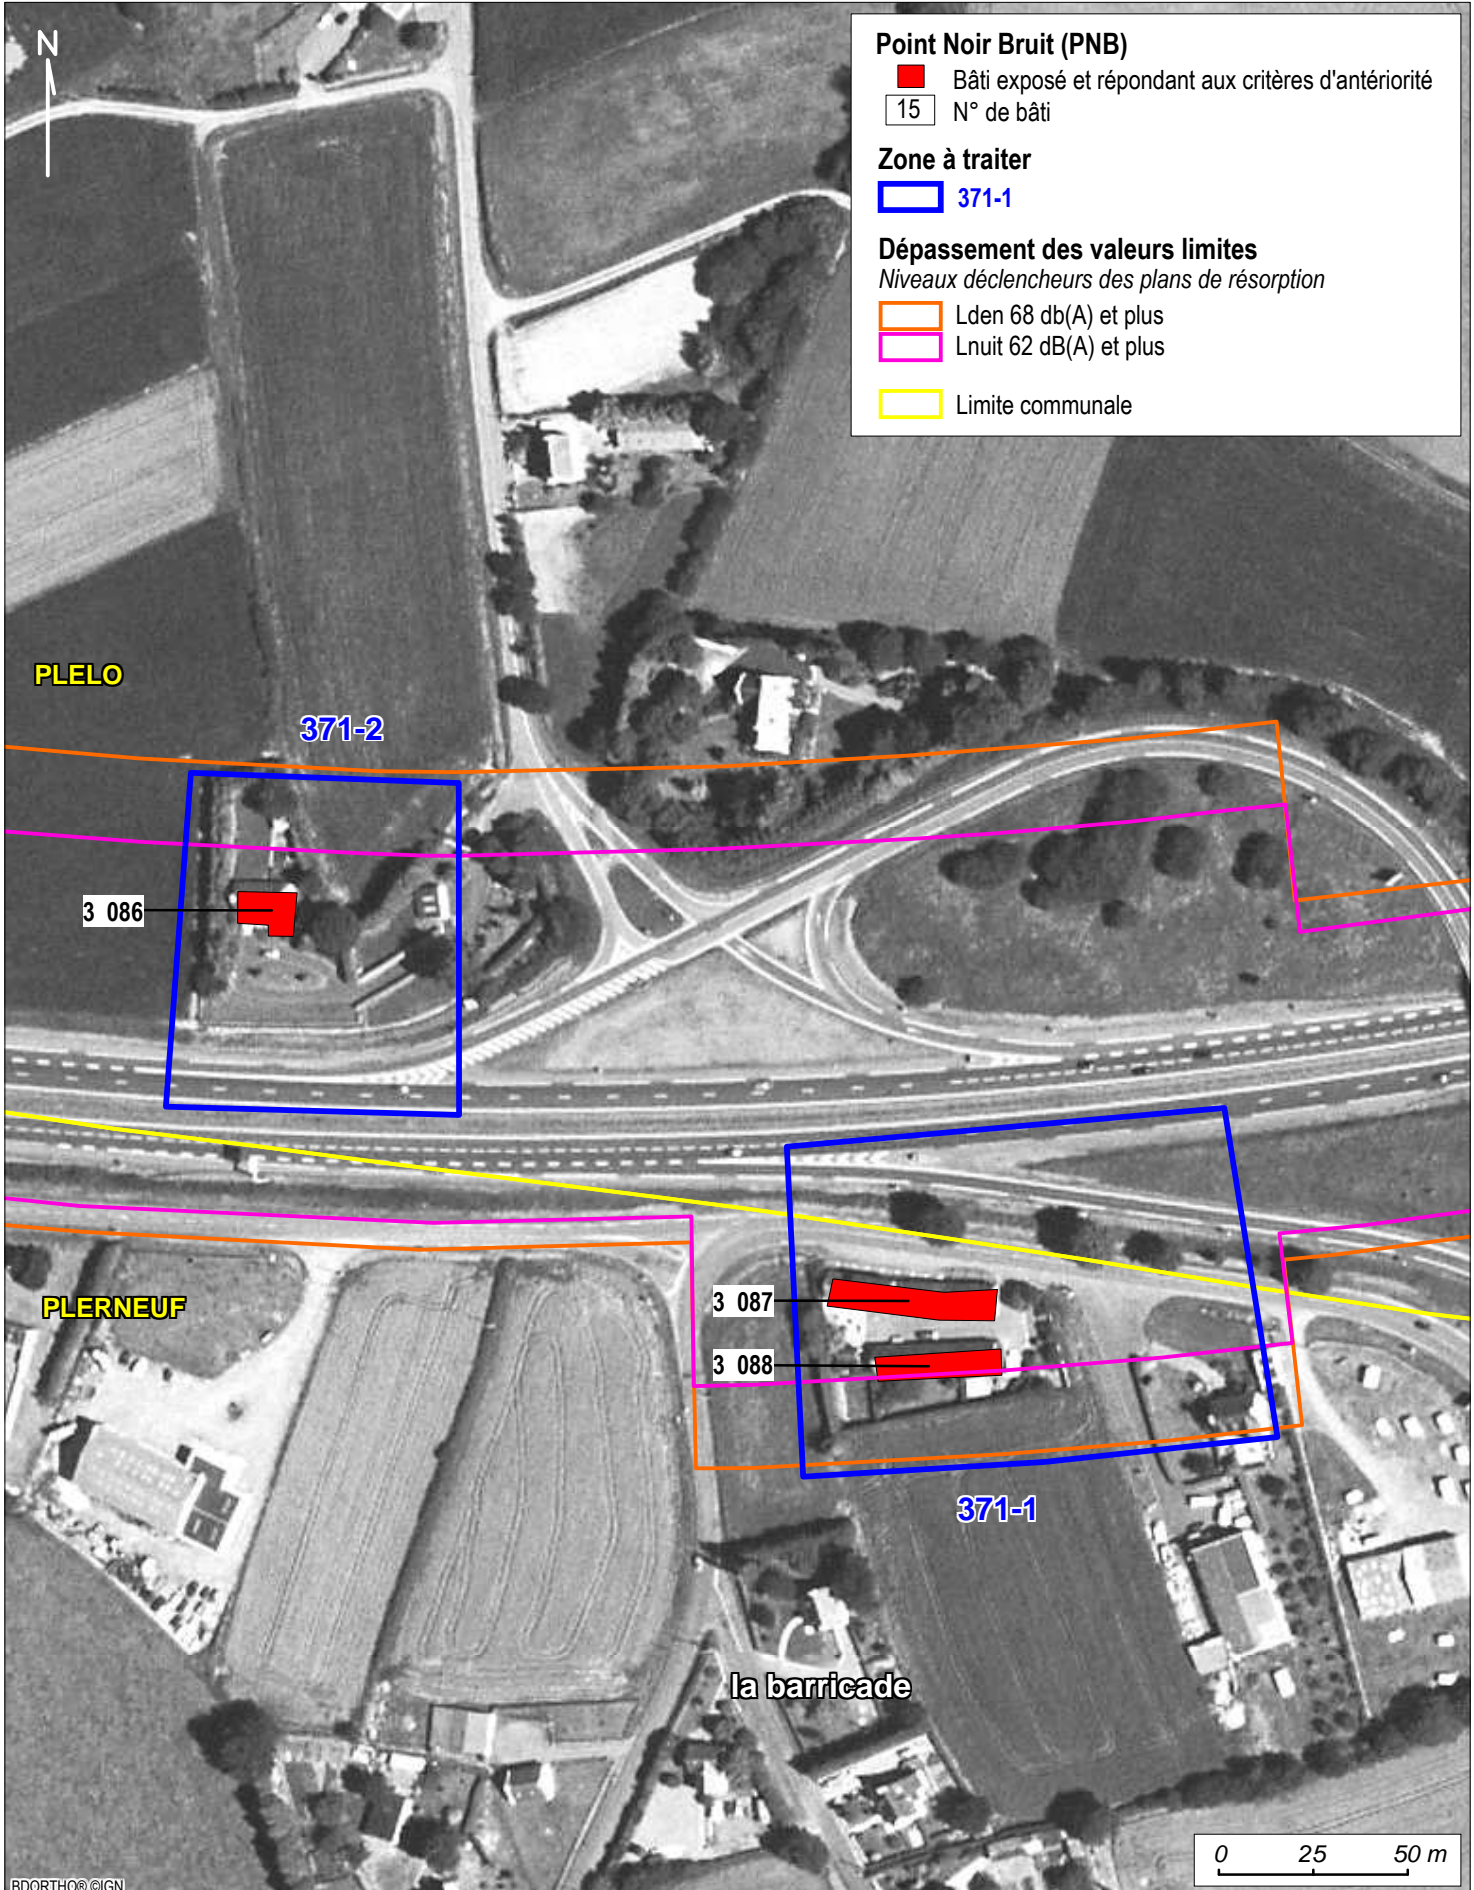 N
Point Noir Bruit (PNB)
Bâti exposé et répondant aux critères d'antériorité
15 N° de bâti
Zone à traiter
371-1
Dépassement des valeurs limites
Niveaux déclencheurs des plans de résorption
Lden 68 db(A) et plus
Lnuit 62 dB(A) et plus
Limite communale
PLELO
371-2
3 086
PLERNEUF
3 087
3 088
371-1
la barricade
0 25 50 m
BDORTHO® ©IGN